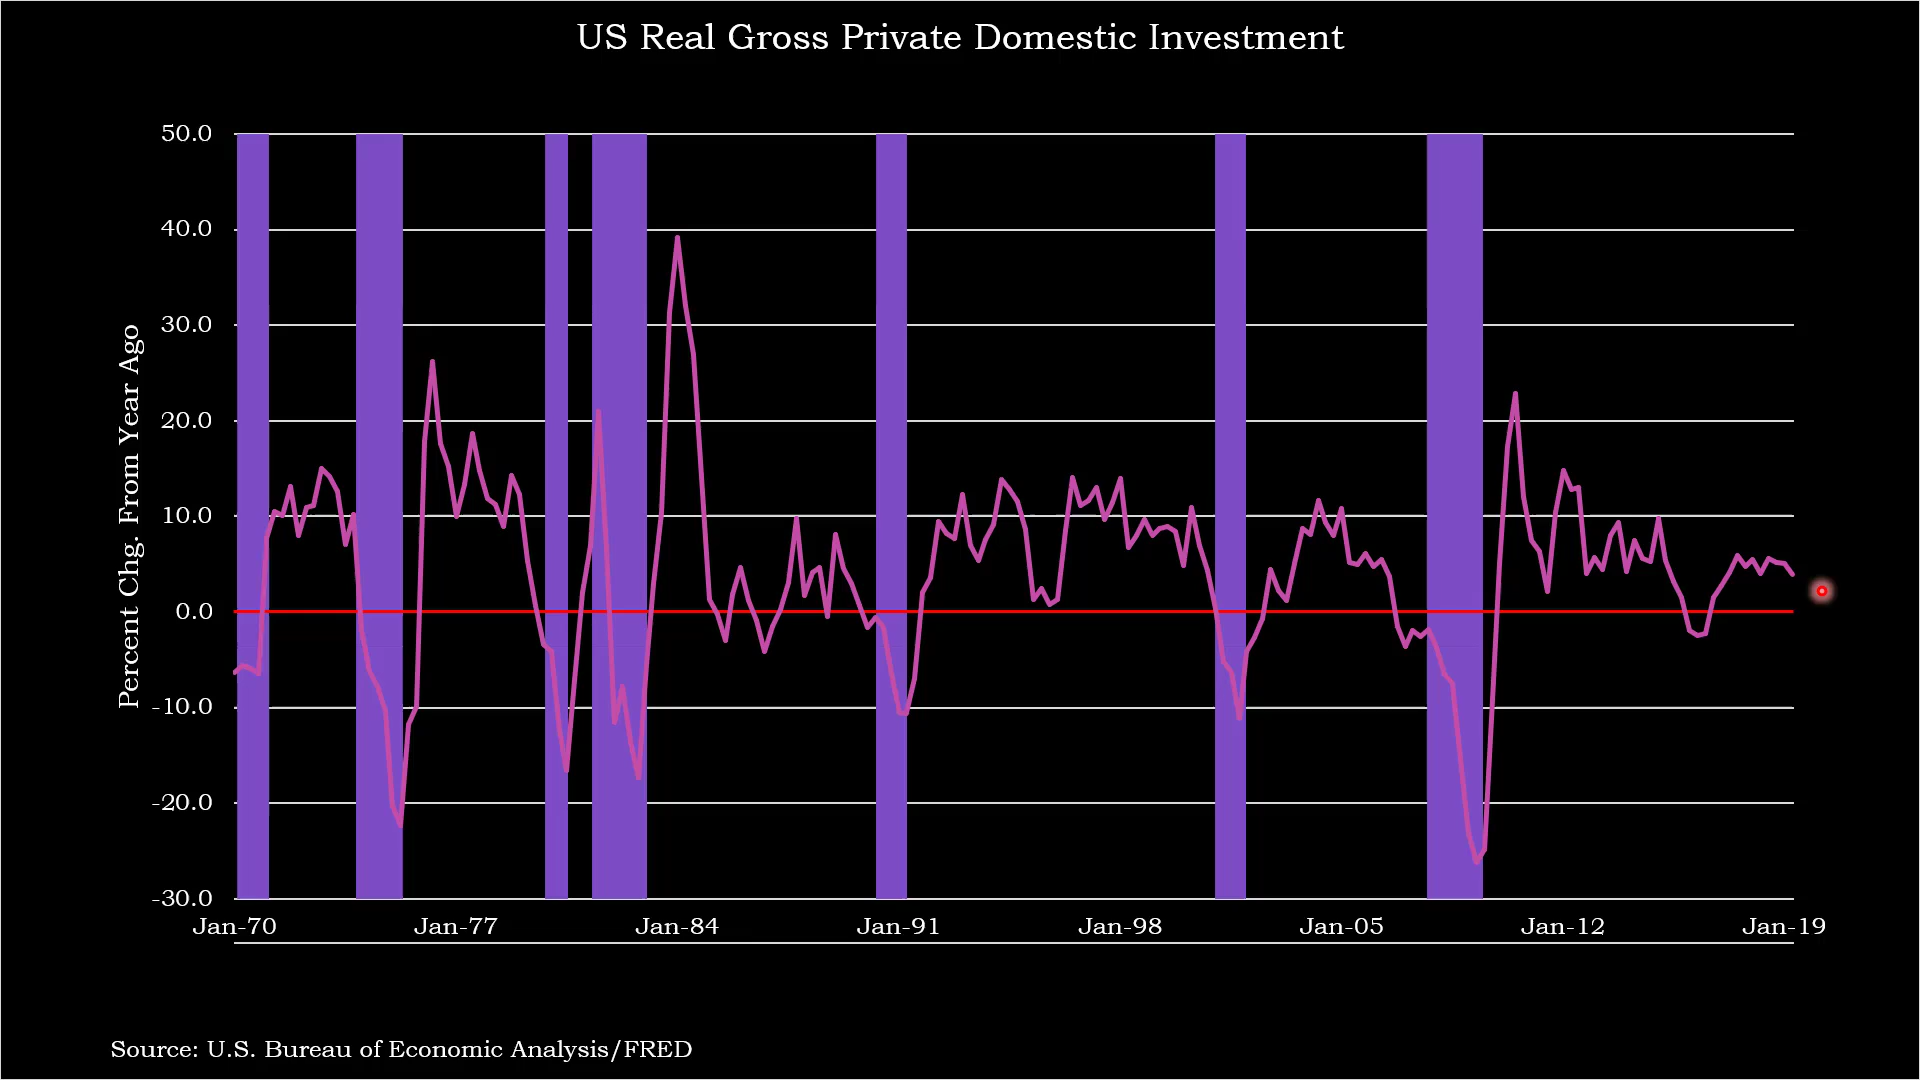 US Real Gross Private Domestic Investment
Percent Chg. From Year Ago
50.0
40.0
30.0
20.0
10.0
0.0
-10.0
-20.0
-30.0
Jan-70 Jan-77 Jan-84 Jan-91 Jan-98 Jan-05 Jan-12 Jan-19
Source: U.S. Bureau of Economic Analysis/FRED